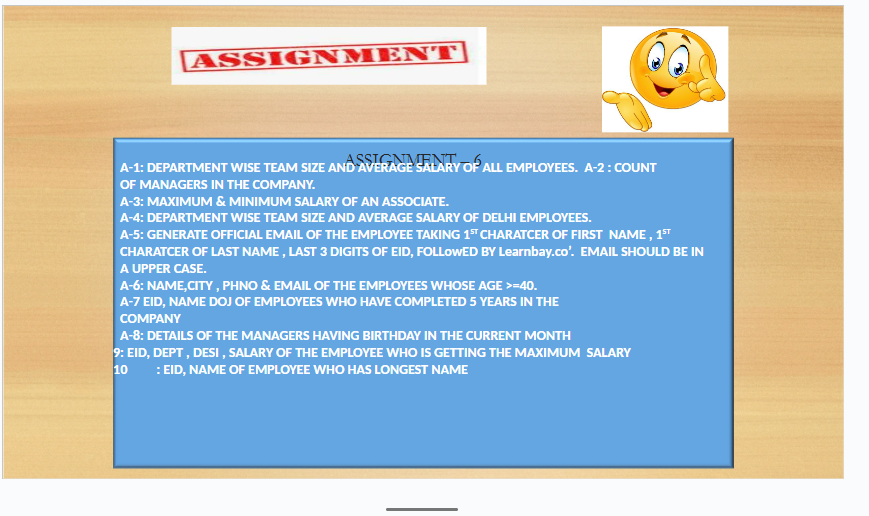 ASSIGNMENT
ASSIGNMENT – 6
A-1: DEPARTMENT WISE TEAM SIZE AND AVERAGE SALARY OF ALL EMPLOYEES. A-2 : COUNT
OF MANAGERS IN THE COMPANY.
A-3: MAXIMUM & MINIMUM SALARY OF AN ASSOCIATE.
A-4: DEPARTMENT WISE TEAM SIZE AND AVERAGE SALARY OF DELHI EMPLOYEES.
A-5: GENERATE OFFICIAL EMAIL OF THE EMPLOYEE TAKING 1ST CHARATCER OF FIRST NAME , 1ST
CHARATCER OF LAST NAME , LAST 3 DIGITS OF EID, FOLLowED BY Learnbay.co’. EMAIL SHOULD BE IN
A UPPER CASE.
A-6: NAME,CITY , PHNO & EMAIL OF THE EMPLOYEES WHOSE AGE >=40.
A-7 EID, NAME DOJ OF EMPLOYEES WHO HAVE COMPLETED 5 YEARS IN THE
COMPANY
A-8: DETAILS OF THE MANAGERS HAVING BIRTHDAY IN THE CURRENT MONTH
9: EID, DEPT , DESI , SALARY OF THE EMPLOYEE WHO IS GETTING THE MAXIMUM SALARY
10 : EID, NAME OF EMPLOYEE WHO HAS LONGEST NAME